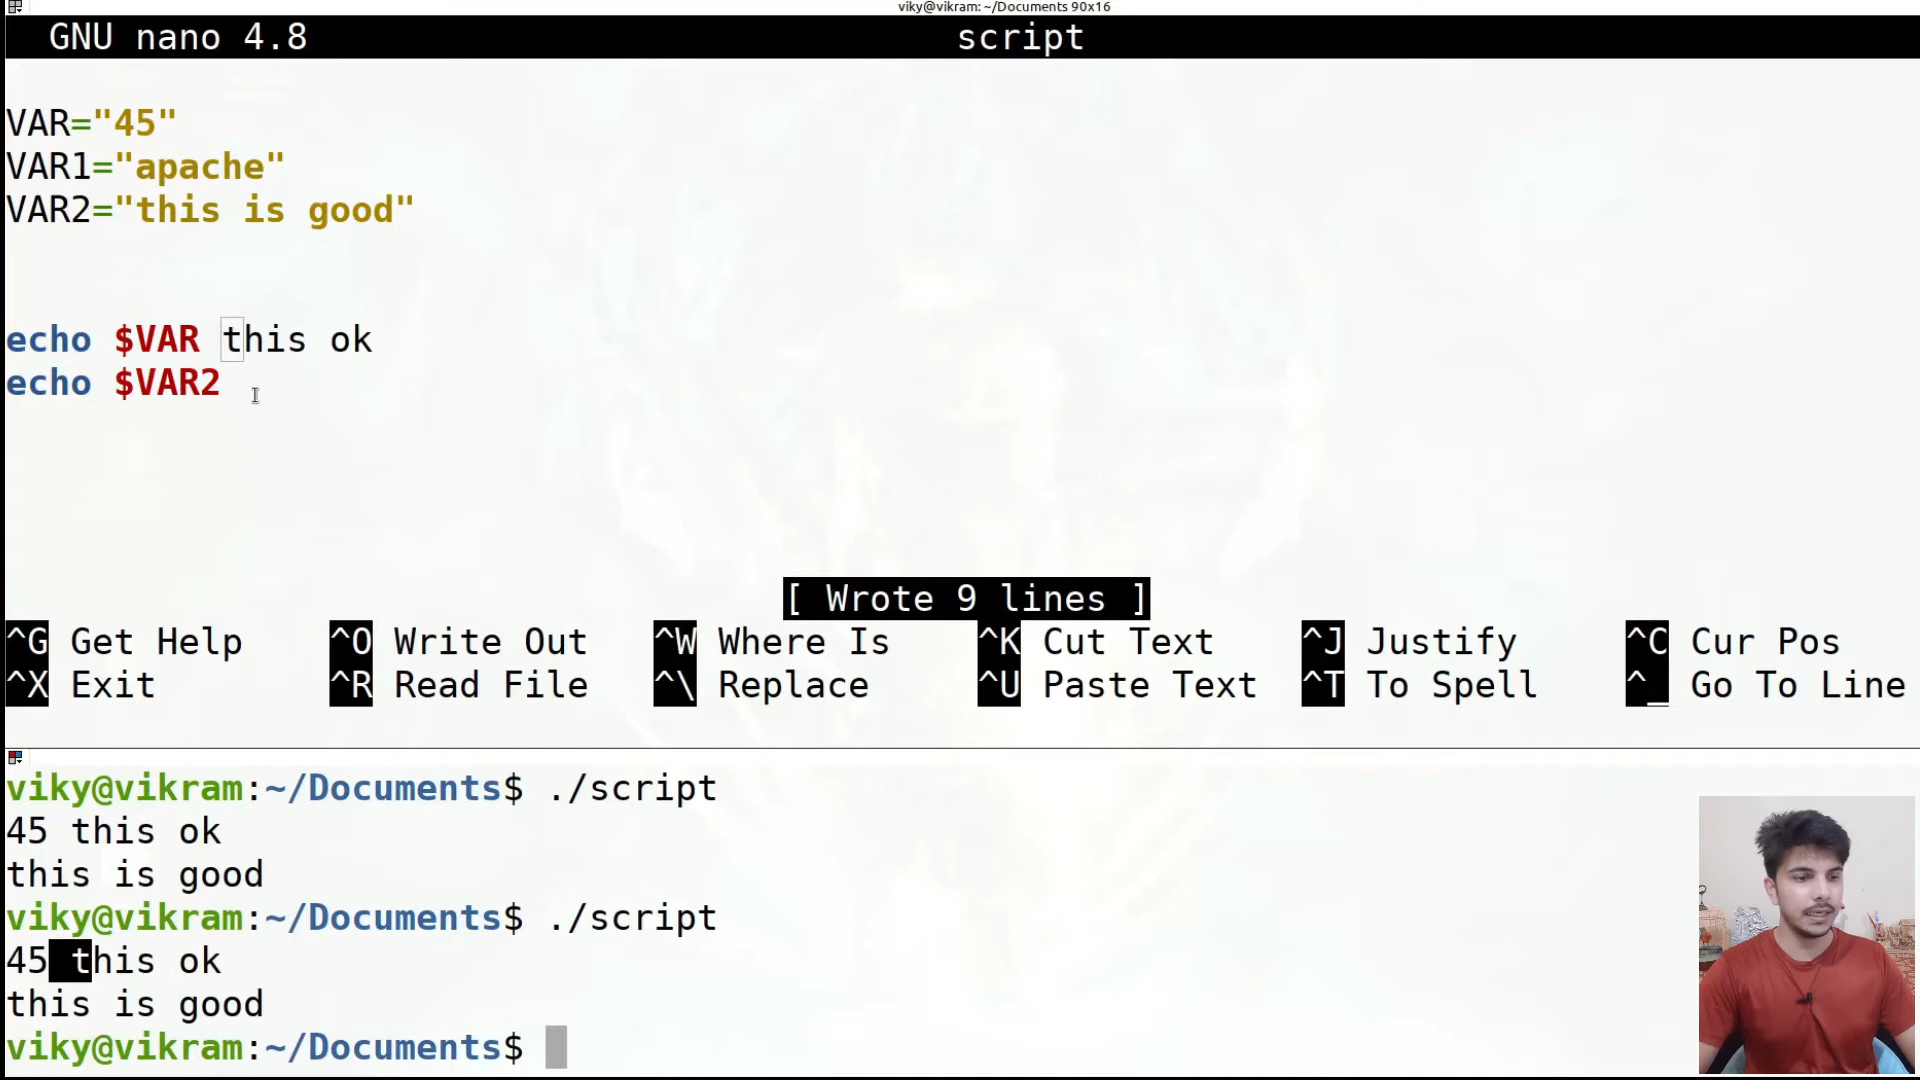 viky@vikram: ~/Documents 90x16
GNU nano 4.8 script
VAR="45"
VAR1="apache"
VAR2="this is good"
echo $VAR this ok
echo $VAR2
[ Wrote 9 lines ]
^G Get Help ^O Write Out ^W Where Is ^K Cut Text ^J Justify ^C Cur Pos
^X Exit ^R Read File ^\ Replace ^U Paste Text ^T To Spell ^_ Go To Line
viky@vikram:~/Documents$ ./script
45 this ok
this is good
viky@vikram:~/Documents$ ./script
45 this ok
this is good
viky@vikram:~/Documents$